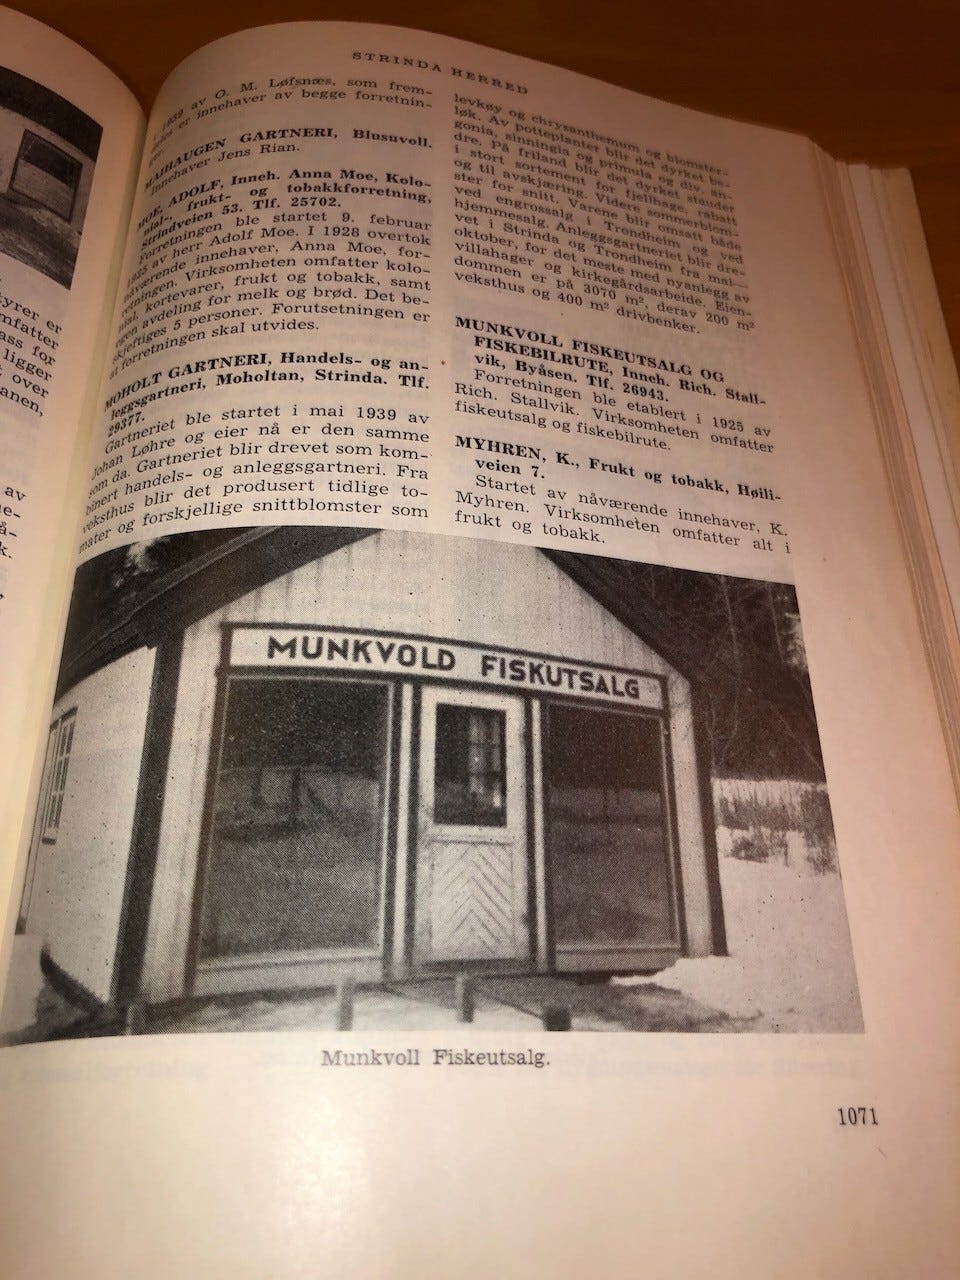 STRINDA HERRED
yrer er
mfatter
ass for
ligger
t over
anen,
av
k.
1939 av O. M. Løfsnæs, som frem-
er innehaver av begge forretnin-
MAIHAUGEN GARTNERI, Blusuvoll.
Innehaver Jens Rian.
MOE, ADOLF, Inneh. Anna Moe, Kolo-
nial-, frukt- og tobakkforretning,
Strindveien 53. Tlf. 25702.
Forretningen ble startet 9. februar
1925 av herr Adolf Moe. I 1928 overtok
nåværende innehaver, Anna Moe, for-
retningen. Virksomheten omfatter kolo-
nial, kortevarer, frukt og tobakk, samt
egen avdeling for melk og brød. Det be-
skjeftiges 5 personer. Forutsetningen er
at forretningen skal utvides.
MOHOLT GARTNERI, Handels- og an-
leggsgartneri, Moholtan, Strinda. Tlf.
29377.
Gartneriet ble startet i mai 1939 av
Johan Løhre og eier nå er den samme
som da. Gartneriet blir drevet som kom-
binert handels- og anleggsgartneri. Fra
veksthus blir det produsert tidlige to-
mater og forskjellige snittblomster som
levkøy og chrysanthemum og blomster-
løk. Av potteplanter blir det dyrket be-
gonia, sinningia og primula og div. an-
dre. På friland blir det dyrket stauder
i stort sortement for fjellhage, rabatt
og til avskjæring. Videre sommerblom-
ster for snitt. Varene blir omsatt både
ved engrossalg i Trondheim og ved
hjemmesalg. Anleggsgartneriet blir dre-
vet i Strinda og Trondheim fra mai—
oktober, for det meste med nyanlegg av
villahager og kirkegårdsarbeide. Eien-
dommen er på 3070 m², derav 200 m²
veksthus og 400 m² drivbenker.
MUNKVOLL FISKEUTSALG OG
FISKEBILRUTE, Inneh. Rich. Stall-
vik, Byåsen. Tlf. 26943.
Forretningen ble etablert i 1925 av
Rich. Stallvik. Virksomheten omfatter
fiskeutsalg og fiskebilrute.
MYHREN, K., Frukt og tobakk, Høili-
veien 7.
Startet av nåværende innehaver, K.
Myhren. Virksomheten omfatter alt i
frukt og tobakk.
MUNKVOLD FISKUTSALG
Munkvoll Fiskeutsalg.
1071